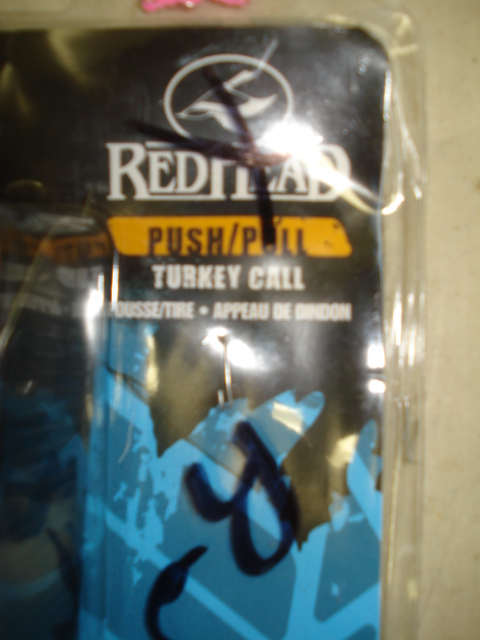 REDHEAD
PUSH/PULL
TURKEY CALL
POUSSE/TIRE • APPEAU DE DINDON
y